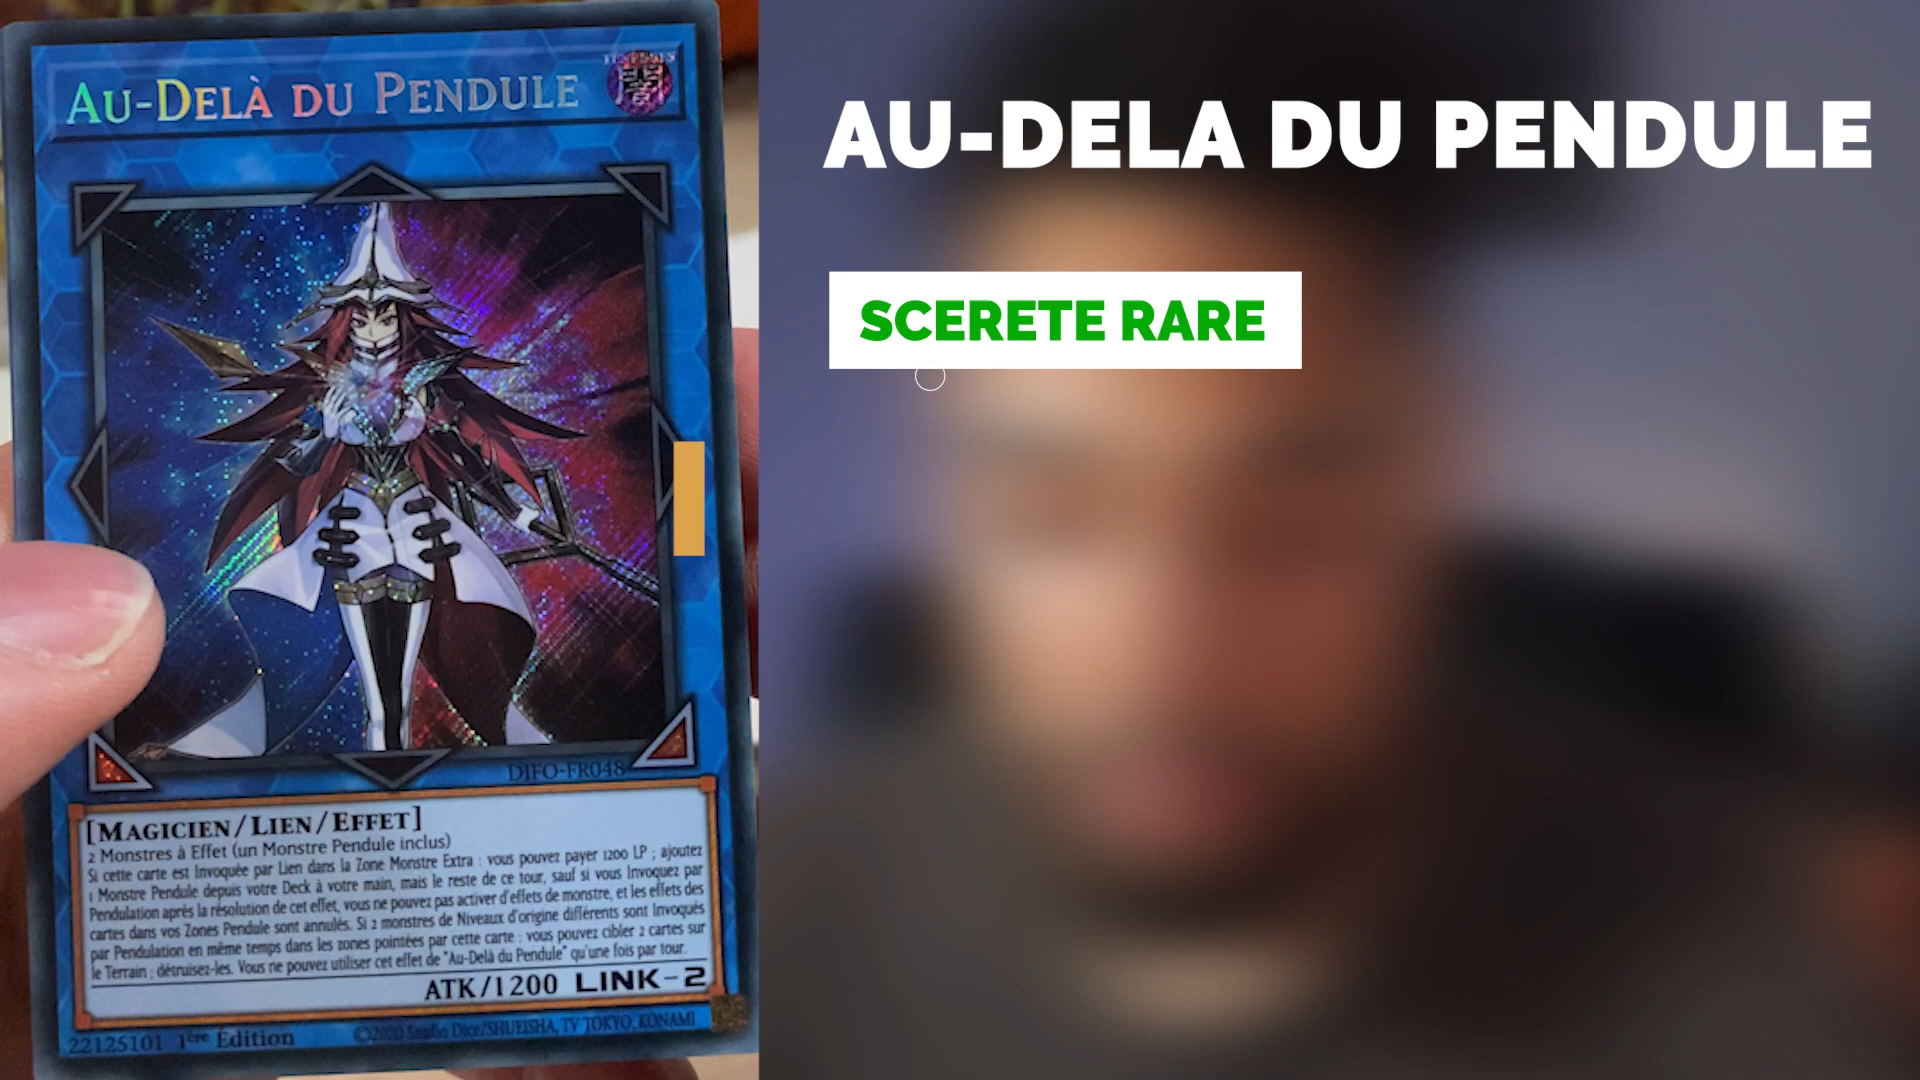 AU-DELÀ DU PENDULE
AU-DELA DU PENDULE
SCERETE RARE
DIFO-FR048
[MAGICIEN/LIEN/EFFET]
2 Monstres à Effet (un Monstre Pendule inclus)
Si cette carte est Invoquée par Lien dans la Zone Monstre Extra : vous pouvez payer 1200 LP ; ajoutez
1 Monstre Pendule depuis votre Deck à votre main, mais le reste de ce tour, sauf si vous Invoquez par
Pendulation après la résolution de cet effet, vous ne pouvez pas activer d'effets de monstre, et les effets des
cartes dans vos Zones Pendule sont annulés. Si 2 monstres de Niveaux d'origine différents sont Invoqués
par Pendulation en même temps dans les zones pointées par cette carte : vous pouvez cibler 2 cartes sur
le Terrain ; détruisez-les. Vous ne pouvez utiliser cet effet de "Au-Delà du Pendule" qu'une fois par tour.
ATK/1200 LINK-2
22125101 1ère Édition ©2020 Studio Dice/SHUEISHA, TV TOKYO, KONAMI